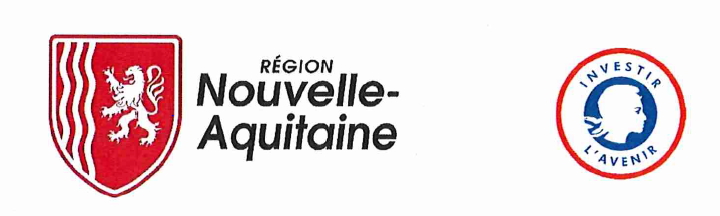 RÉGION
Nouvelle-
Aquitaine
INVESTIR
L'AVENIR